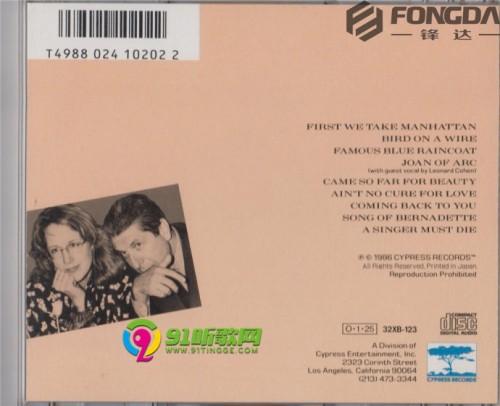 FONGDA
锋达
T4988 024 10202 2
FIRST WE TAKE MANHATTAN
BIRD ON A WIRE
FAMOUS BLUE RAINCOAT
JOAN OF ARC
(with guest vocal by Leonard Cohen)
CAME SO FAR FOR BEAUTY
AIN'T NO CURE FOR LOVE
COMING BACK TO YOU
SONG OF BERNADETTE
A SINGER MUST DIE
℗ © 1986 CYPRESS RECORDS™
All Rights Reserved, Printed in Japan.
Reproduction Prohibited
91听歌网
WWW.91TINGGE.COM
0·1·25
32XB-123
COMPACT
disc
DIGITAL AUDIO
A Division of
Cypress Entertainment, Inc.
2323 Corinth Street
Los Angeles, California 90064
(213) 473-3344
CYPRESS RECORDS